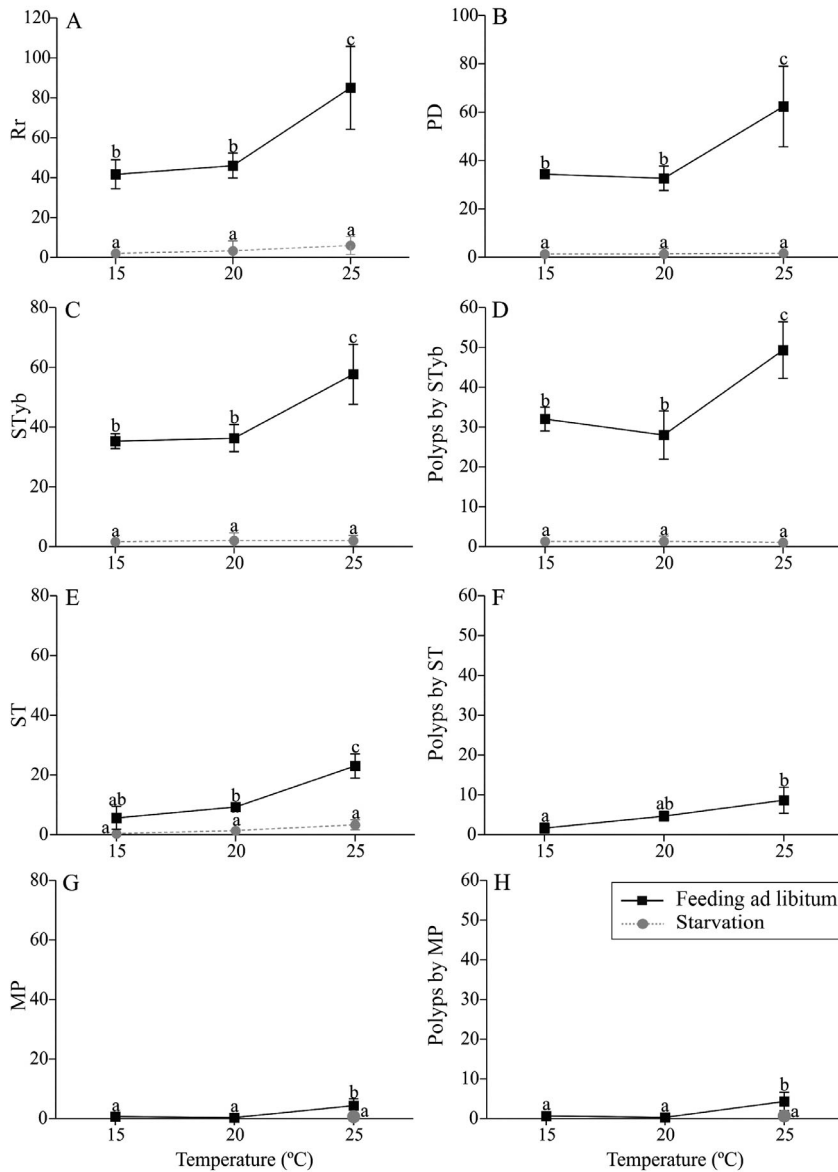 A
120
100
80
60
40
20
0
Rr
b
b
c
a
a
a
15
20
25
B
100
80
60
40
20
0
PD
b
b
c
a
a
a
15
20
25
C
80
60
40
20
0
STyb
b
b
c
a
a
a
15
20
25
D
60
50
40
30
20
10
0
Polyps by STyb
b
b
c
a
a
a
15
20
25
E
80
60
40
20
0
ST
ab
b
c
a
a
a
15
20
25
F
60
50
40
30
20
10
0
Polyps by ST
a
ab
b
15
20
25
G
80
60
40
20
0
MP
a
a
b
a
15
20
25
Temperature (ºC)
H
60
50
40
30
20
10
0
Polyps by MP
Feeding ad libitum
Starvation
a
a
b
a
15
20
25
Temperature (ºC)